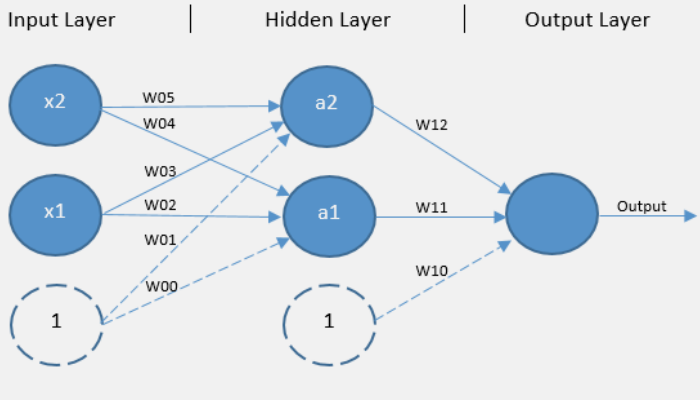 Input Layer | Hidden Layer | Output Layer
x2
W05
a2
W04
W12
W03
x1
W02
a1
W11
Output
W01
W00
W10
1
1